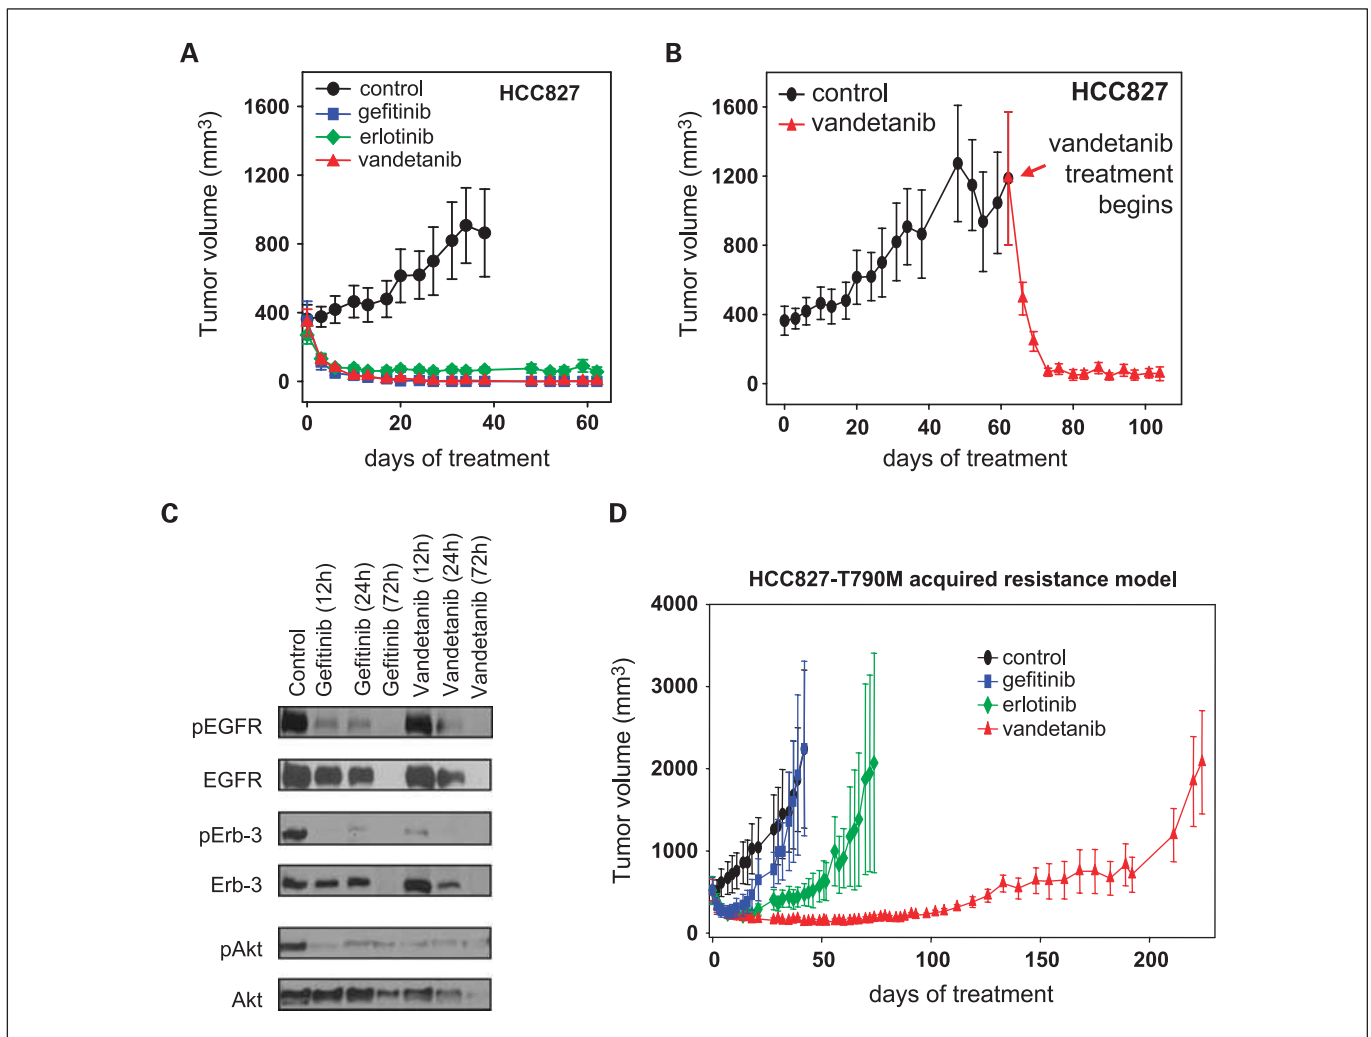 A
control
gefitinib
erlotinib
vandetanib
HCC827
Tumor volume (mm³)
1600
1200
800
400
0
0 20 40 60
days of treatment
B
control
vandetanib
HCC827
vandetanib
treatment
begins
Tumor volume (mm³)
1600
1200
800
400
0
0 20 40 60 80 100
days of treatment
C
Control
Gefitinib (12h)
Gefitinib (24h)
Gefitinib (72h)
Vandetanib (12h)
Vandetanib (24h)
Vandetanib (72h)
pEGFR
EGFR
pErb-3
Erb-3
pAkt
Akt
D
HCC827-T790M acquired resistance model
control
gefitinib
erlotinib
vandetanib
Tumor volume (mm³)
4000
3000
2000
1000
0
0 50 100 150 200
days of treatment